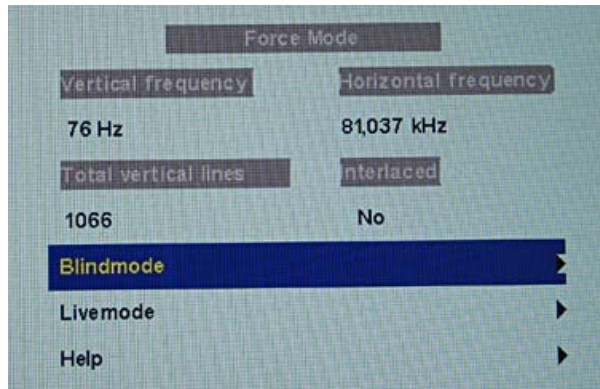 Force Mode
Vertical frequency Horizontal frequency
76 Hz 81,037 kHz
Total vertical lines Interlaced
1066 No
Blindmode
Livemode
Help